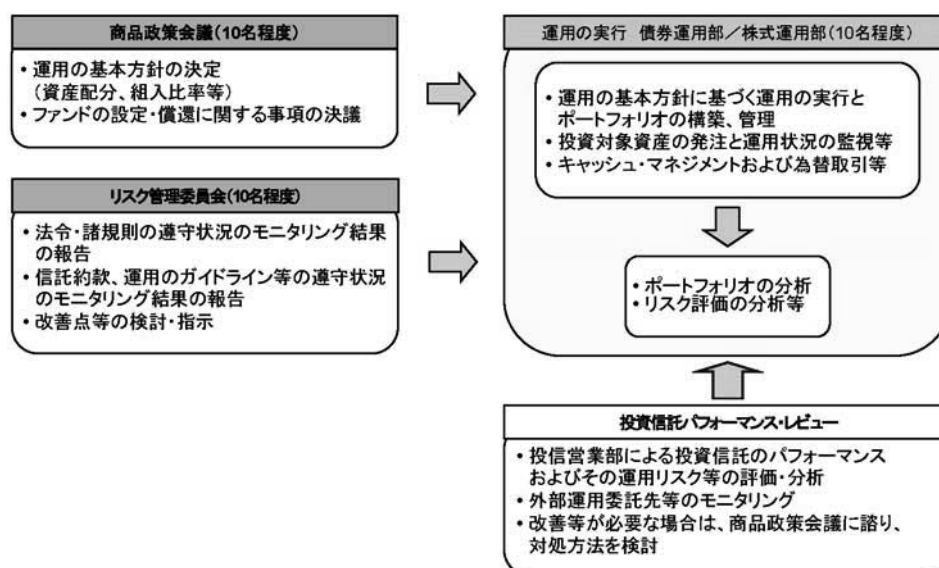 商品政策会議(10名程度)
• 運用の基本方針の決定
(資産配分、組入比率等)
• ファンドの設定・償還に関する事項の決議
リスク管理委員会(10名程度)
• 法令・諸規則の遵守状況のモニタリング結果
の報告
• 信託約款、運用のガイドライン等の遵守状況
のモニタリング結果の報告
• 改善点等の検討・指示
運用の実行 債券運用部/株式運用部(10名程度)
• 運用の基本方針に基づく運用の実行と
ポートフォリオの構築、管理
• 投資対象資産の発注と運用状況の監視等
• キャッシュ・マネジメントおよび為替取引等
• ポートフォリオの分析
• リスク評価の分析等
投資信託パフォーマンス・レビュー
• 投信営業部による投資信託のパフォーマンス
およびその運用リスク等の評価・分析
• 外部運用委託先等のモニタリング
• 改善等が必要な場合は、商品政策会議に諮り、
対処方法を検討